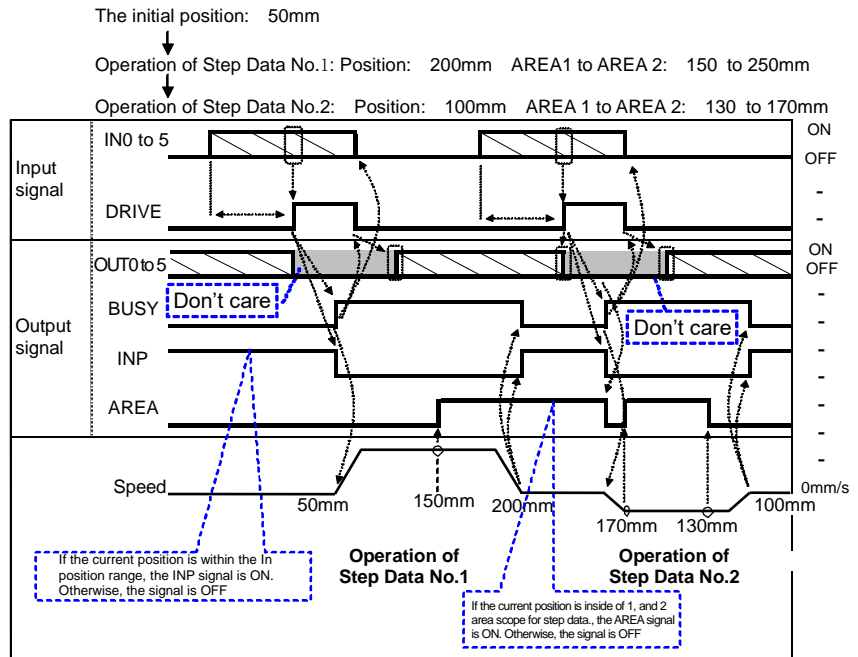 The initial position: 50mm
Operation of Step Data No.1: Position: 200mm AREA1 to AREA 2: 150 to 250mm
Operation of Step Data No.2: Position: 100mm AREA 1 to AREA 2: 130 to 170mm
Input signal
IN0 to 5
ON
OFF
-
DRIVE
-
Output signal
OUT0 to 5
ON
OFF
Don't care
-
BUSY
Don't care
-
-
INP
-
-
AREA
-
-
Speed
50mm
150mm
200mm
170mm
130mm
100mm
0mm/s
If the current position is within the In
position range, the INP signal is ON.
Otherwise, the signal is OFF
Operation of
Step Data No.1
Operation of
Step Data No.2
If the current position is inside of 1, and 2
area scope for step data., the AREA signal
is ON. Otherwise, the signal is OFF